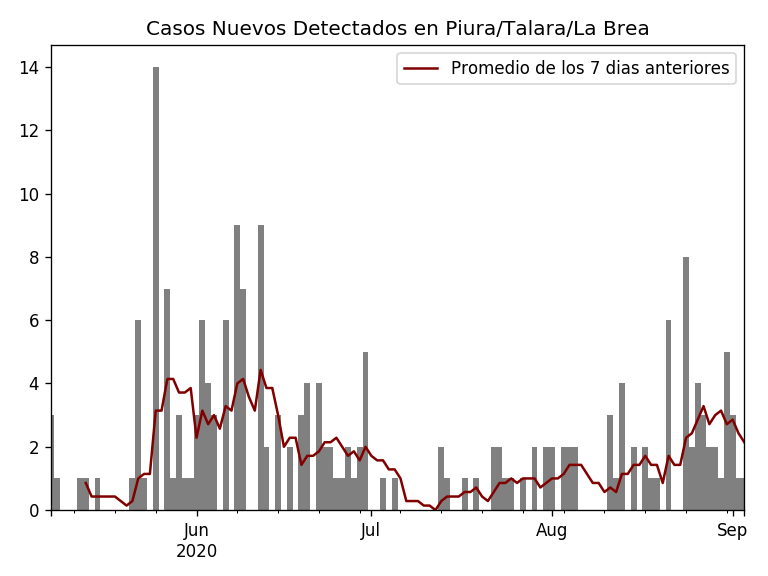 Casos Nuevos Detectados en Piura/Talara/La Brea
Promedio de los 7 dias anteriores
14
12
10
8
6
4
2
0
Jun
2020
Jul
Aug
Sep